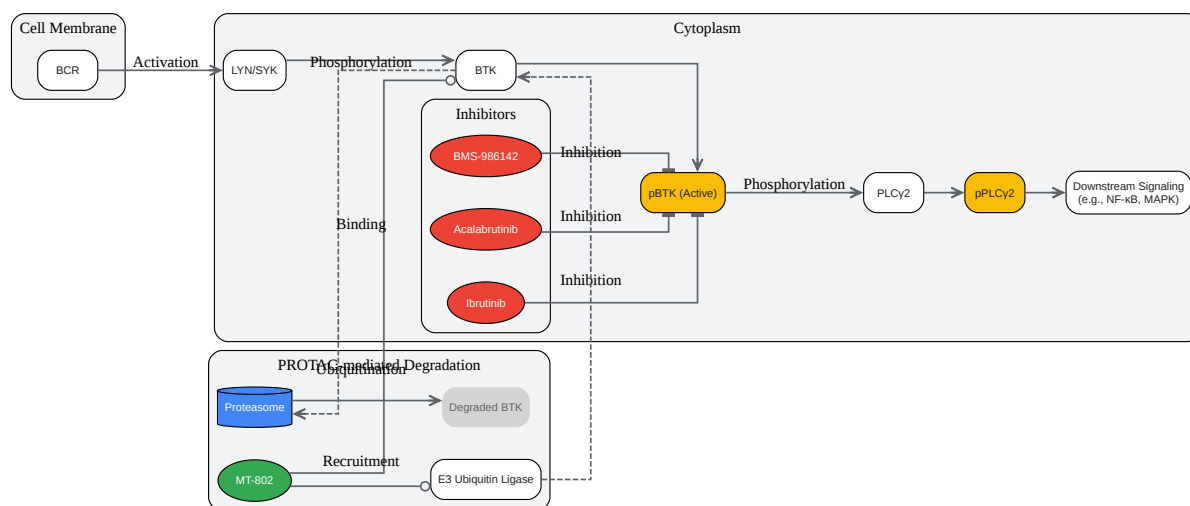 Cell Membrane
Cytoplasm
BCR
Activation
LYN/SYK
Phosphorylation
BTK
Inhibitors
BMS-986142
Inhibition
pBTK (Active)
Phosphorylation
PLCγ2
pPLCγ2
Downstream Signaling
(e.g., NF-κB, MAPK)
Acalabrutinib
Inhibition
Binding
Ibrutinib
Inhibition
PROTAC-mediated Degradation
Ubiquitination
Proteasome
Degraded BTK
MT-802
Recruitment
E3 Ubiquitin Ligase